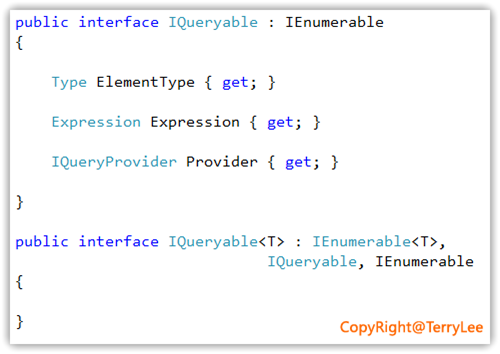 public interface IQueryable : IEnumerable
{
Type ElementType { get; }
Expression Expression { get; }
IQueryProvider Provider { get; }
}
public interface IQueryable<T> : IEnumerable<T>,
IQueryable, IEnumerable
{
}
CopyRight@TerryLee